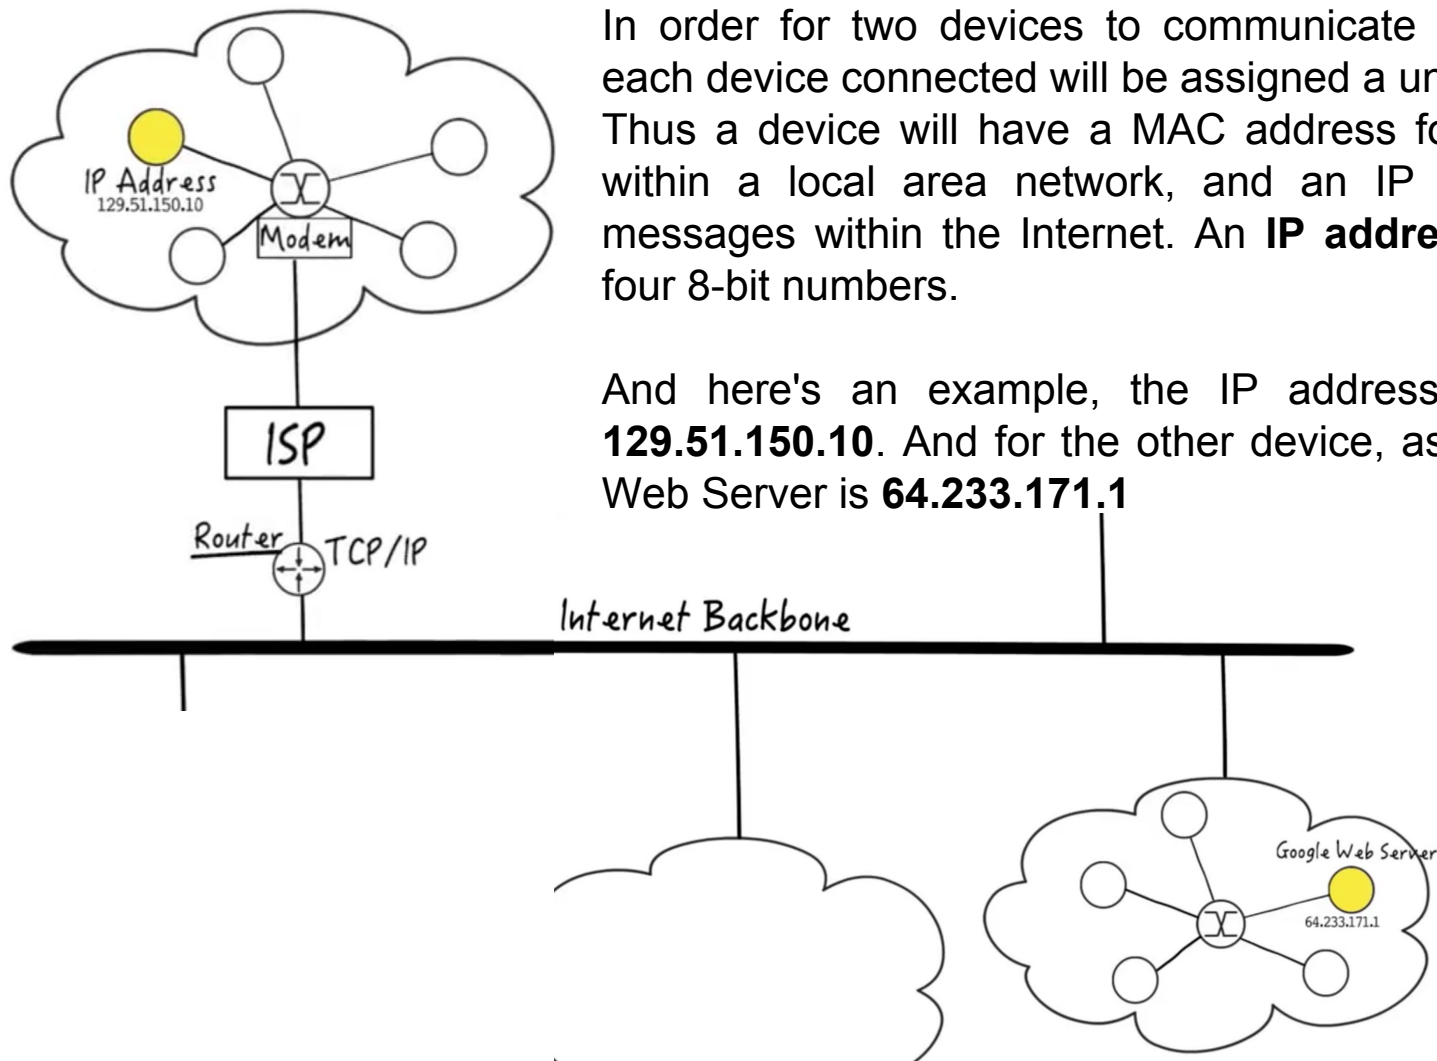 In order for two devices to communicate
each device connected will be assigned a
Thus a device will have a MAC address
within a local area network, and an IP
messages within the Internet. An IP
four 8-bit numbers.
And here's an example, the IP address
129.51.150.10. And for the other device,
Web Server is 64.233.171.1
IP Address
129.51.150.10
Modem
ISP
Router
TCP/IP
Internet Backbone
Google Web Server
64.233.171.1